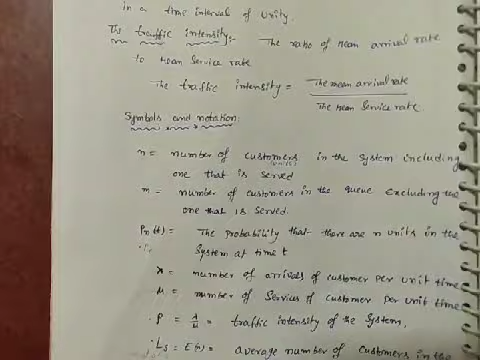 in a time intervals of Unity.
The traffic intensity:- The ratio of Mean arrival rate
to Mean Service rate
The traffic intensity = The mean arrival rate
The mean Service rate.
Symbols and notation:
n = number of customers in the system including
(units)
one that is served
m = number of customers in the queue excluding the
one that is served.
Pn(t) = The probability that there are n units in the
System at time t
λ = number of arrivals of customer per unit time
μ = number of Services of customer per unit time
ρ = λ/μ = traffic intensity of the System,
Ls = E(n) = average number of customers in the